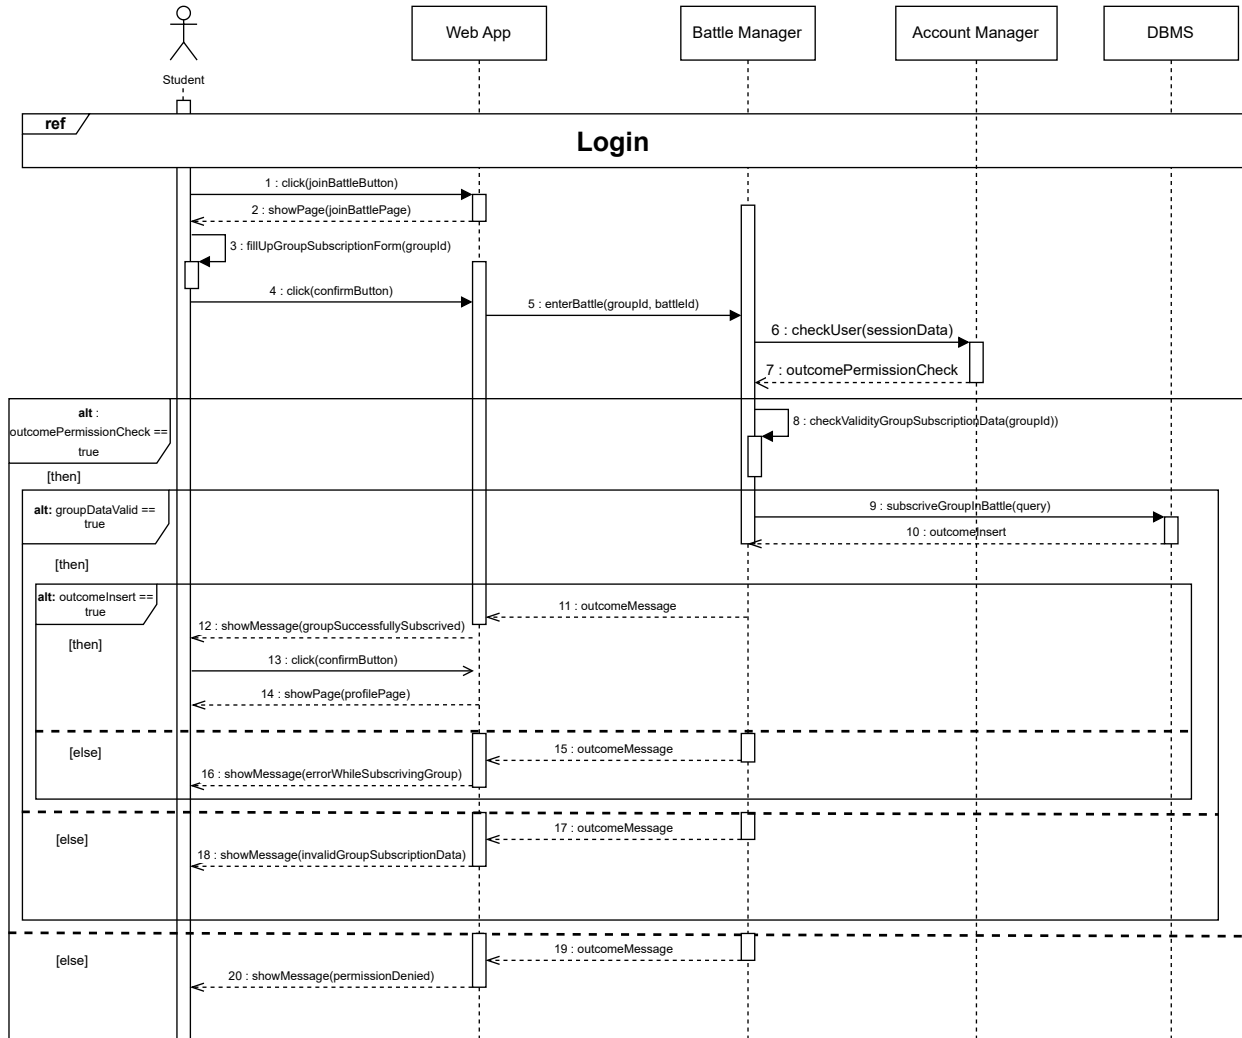 Student
Web App
Battle Manager
Account Manager
DBMS
ref
Login
1 : click(joinBattleButton)
2 : showPage(joinBattlePage)
3 : fillUpGroupSubscriptionForm(groupId)
4 : click(confirmButton)
5 : enterBattle(groupId, battleId)
6 : checkUser(sessionData)
7 : outcomePermissionCheck
alt :
outcomePermissionCheck ==
true
[then]
8 : checkValidityGroupSubscriptionData(groupId))
alt: groupDataValid ==
true
[then]
9 : subscriveGroupInBattle(query)
10 : outcomeInsert
alt: outcomeInsert ==
true
[then]
11 : outcomeMessage
12 : showMessage(groupSuccessfullySubscrived)
13 : click(confirmButton)
14 : showPage(profilePage)
[else]
15 : outcomeMessage
16 : showMessage(errorWhileSubscrivingGroup)
[else]
17 : outcomeMessage
18 : showMessage(invalidGroupSubscriptionData)
[else]
19 : outcomeMessage
20 : showMessage(permissionDenied)